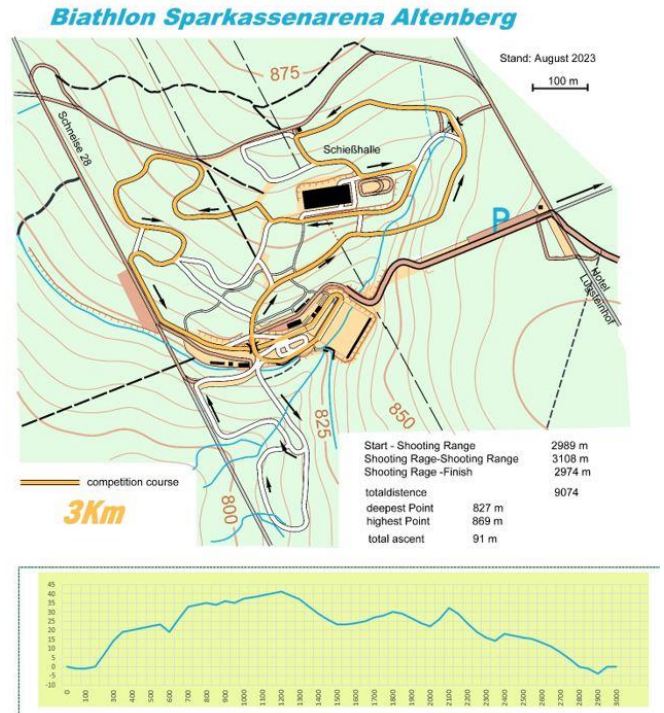 Biathlon Sparkassenarena Altenberg
Stand: August 2023
100 m
875
Schneise 28
Schießhalle
P
Hotel
Lugsteinhof
850
825
800
Start - Shooting Range 2989 m
Shooting Rage-Shooting Range 3108 m
Shooting Rage -Finish 2974 m
totaldistence 9074
deepest Point 827 m
highest Point 869 m
total ascent 91 m
competition course
3Km
45
40
35
30
25
20
15
10
5
0
-5
-10
0 100 300 400 500 600 700 800 900 1000 1100 1200 1300 1400 1500 1600 1700 1800 1900 2000 2100 2200 2300 2400 2500 2600 2700 2800 2900 3000